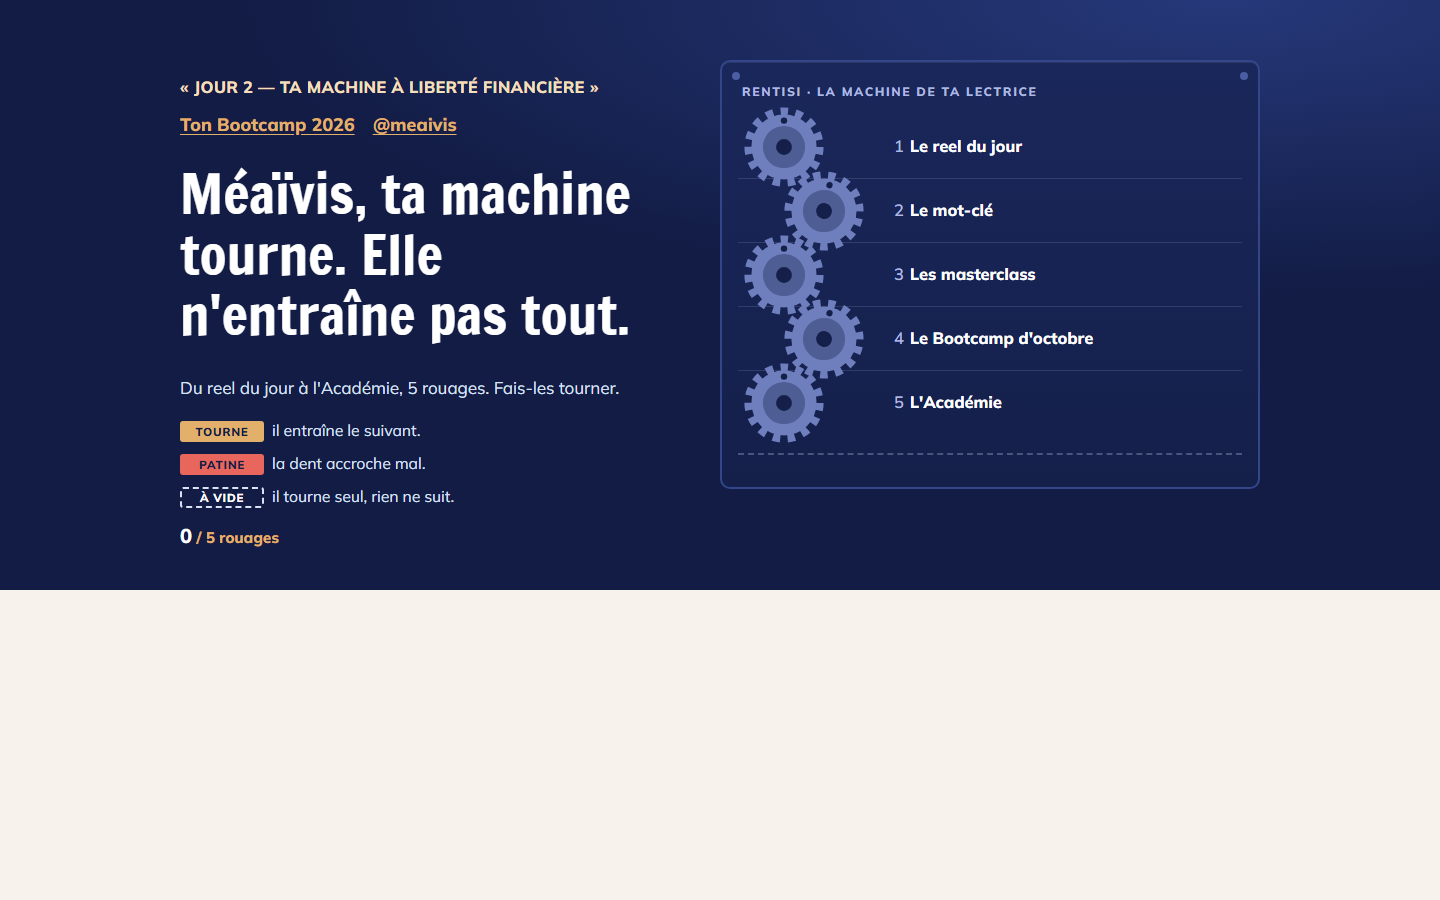 « JOUR 2 — TA MACHINE À LIBERTÉ FINANCIÈRE »
Ton Bootcamp 2026 @meaivis
Méaïvis, ta machine
tourne. Elle
n'entraîne pas tout.
Du reel du jour à l'Académie, 5 rouages. Fais-les tourner.
TOURNE il entraîne le suivant.
PATINE la dent accroche mal.
À VIDE il tourne seul, rien ne suit.
0 / 5 rouages
RENTISI · LA MACHINE DE TA LECTRICE
1 Le reel du jour
2 Le mot-clé
3 Les masterclass
4 Le Bootcamp d'octobre
5 L'Académie